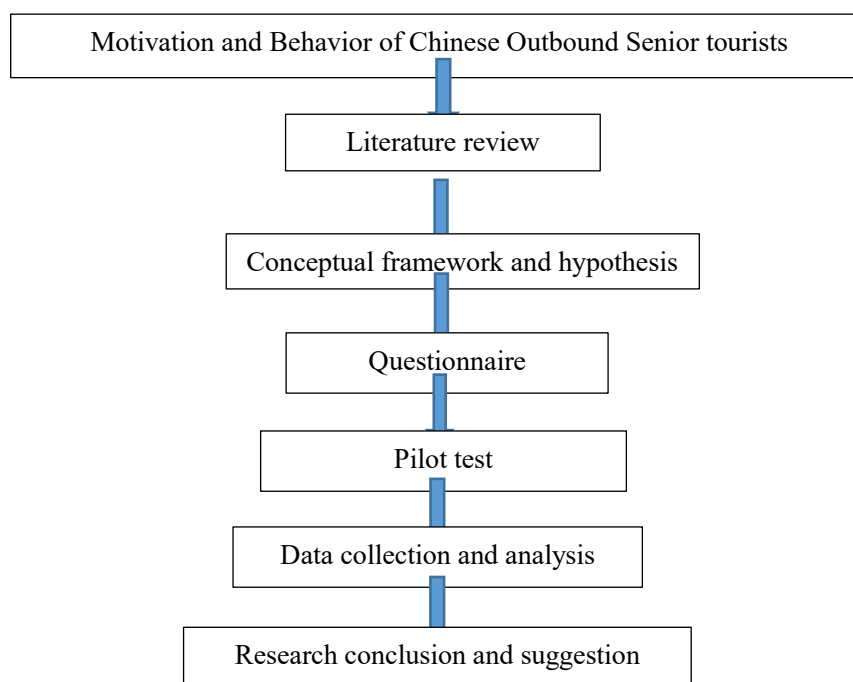 Motivation and Behavior of Chinese Outbound Senior tourists
Literature review
Conceptual framework and hypothesis
Questionnaire
Pilot test
Data collection and analysis
Research conclusion and suggestion